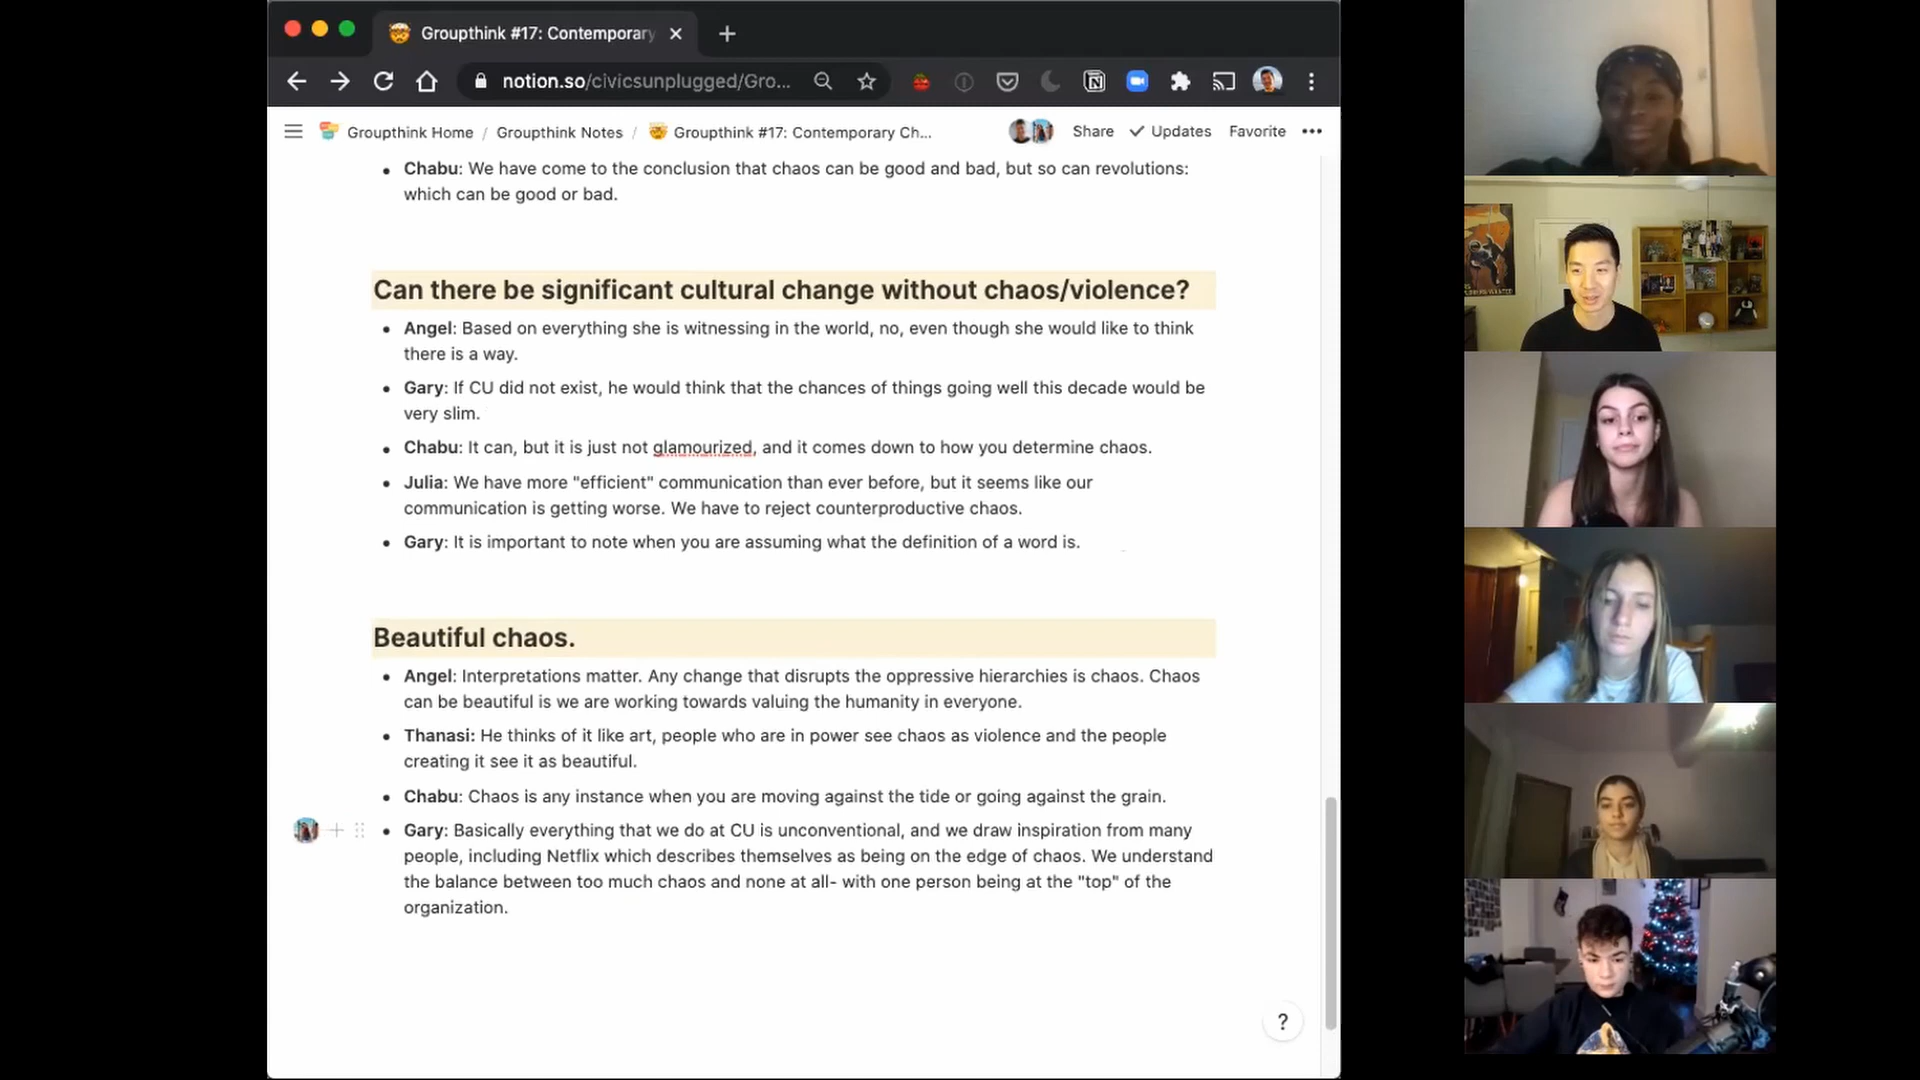 Groupthink #17: Contemporary
notion.so/civicsunplugged/Gro...
Groupthink Home / Groupthink Notes / Groupthink #17: Contemporary Ch...
Share Updates Favorite
Chabu: We have come to the conclusion that chaos can be good and bad, but so can revolutions:
which can be good or bad.
Can there be significant cultural change without chaos/violence?
Angel: Based on everything she is witnessing in the world, no, even though she would like to think
there is a way.
Gary: If CU did not exist, he would think that the chances of things going well this decade would be
very slim.
Chabu: It can, but it is just not glamourized, and it comes down to how you determine chaos.
Julia: We have more "efficient" communication than ever before, but it seems like our
communication is getting worse. We have to reject counterproductive chaos.
Gary: It is important to note when you are assuming what the definition of a word is.
Beautiful chaos.
Angel: Interpretations matter. Any change that disrupts the oppressive hierarchies is chaos. Chaos
can be beautiful is we are working towards valuing the humanity in everyone.
Thanasi: He thinks of it like art, people who are in power see chaos as violence and the people
creating it see it as beautiful.
Chabu: Chaos is any instance when you are moving against the tide or going against the grain.
Gary: Basically everything that we do at CU is unconventional, and we draw inspiration from many
people, including Netflix which describes themselves as being on the edge of chaos. We understand
the balance between too much chaos and none at all- with one person being at the "top" of the
organization.
?